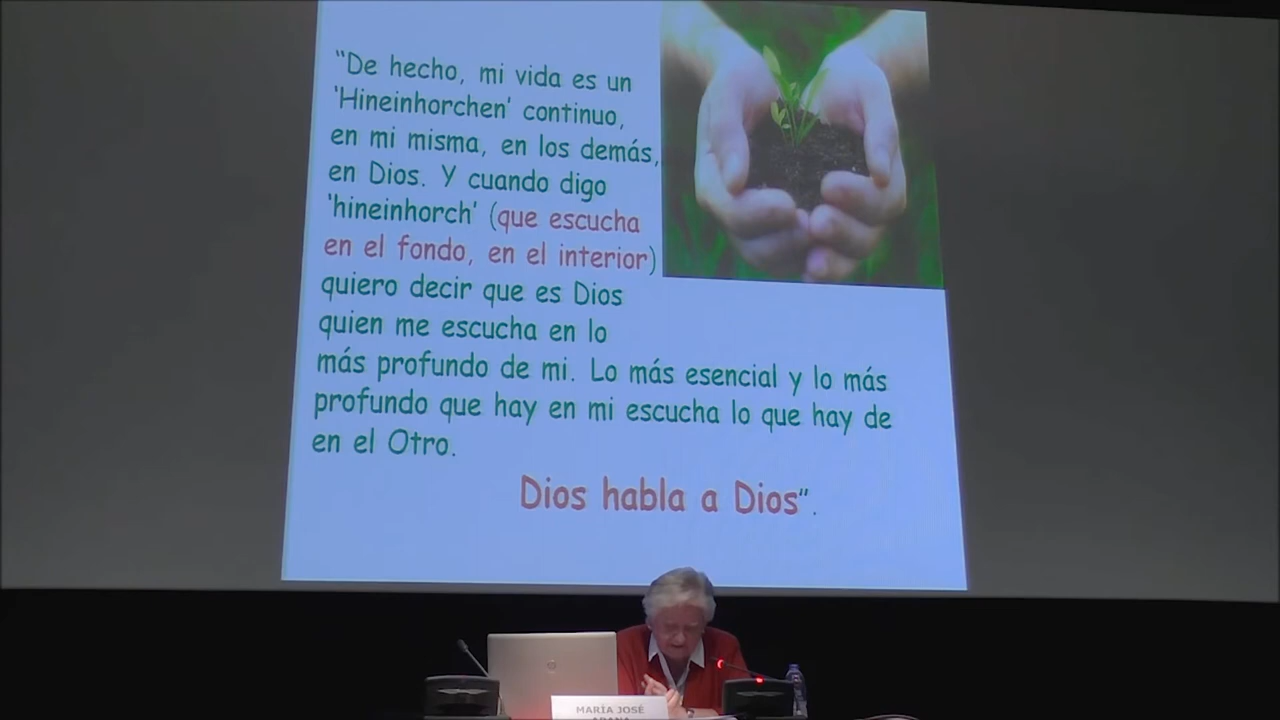 “De hecho, mi vida es un
‘Hineinhorchen’ continuo,
en mi misma, en los demás,
en Dios. Y cuando digo
‘hineinhorch’ (que escucha
en el fondo, en el interior)
quiero decir que es Dios
quien me escucha en lo
más profundo de mi. Lo más esencial y lo más
profundo que hay en mi escucha lo que hay de
en el Otro.
Dios habla a Dios”.
MARÍA JOSÉ